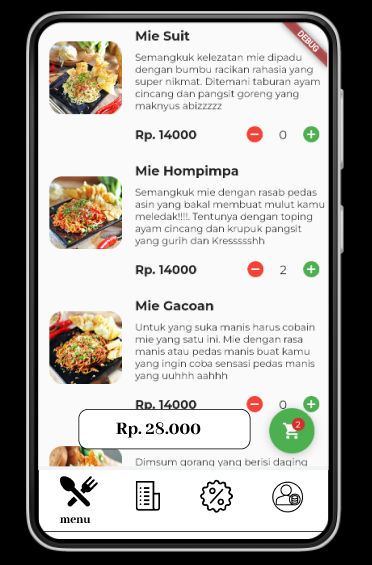 Mie Suit
DEBUG
Semangkuk kelezatan mie dipadu
dengan bumbu racikan rahasia yang
super nikmat. Ditemani taburan ayam
cincang dan pangsit goreng yang
maknyus abizzzzz
Rp. 14000
0
Mie Hompimpa
Semangkuk mie dengan rasab pedas
asin yang bakal membuat mulut kamu
meledak!!!!. Tentunya dengan toping
ayam cincang dan krupuk pangsit
yang gurih dan Kressssshh
Rp. 14000
2
Mie Gacoan
Untuk yang suka manis harus cobain
mie yang satu ini. Mie dengan rasa
manis atau pedas manis buat kamu
yang ingin coba sensasi pedas manis
yang uuhhh aahhh
Rp. 14000
0
Rp. 28.000
2
Dimsum gorang yang berisi daging
menu